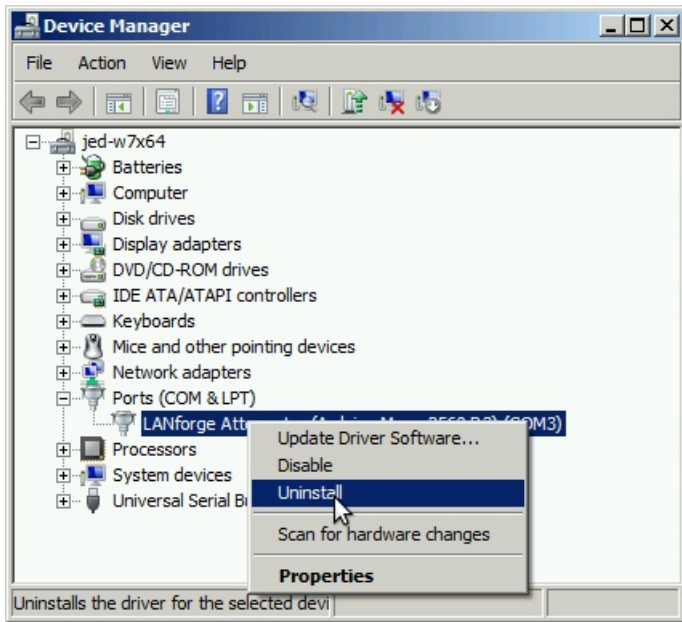 Device Manager
File Action View Help
jed-w7x64
Batteries
Computer
Disk drives
Display adapters
DVD/CD-ROM drives
IDE ATA/ATAPI controllers
Keyboards
Mice and other pointing devices
Network adapters
Ports (COM & LPT)
LANforge (COM3)
Update Driver Software...
Processors
Disable
System devices
Uninstall
Universal Serial
Scan for hardware changes
Properties
Uninstalls the driver for the selected devi